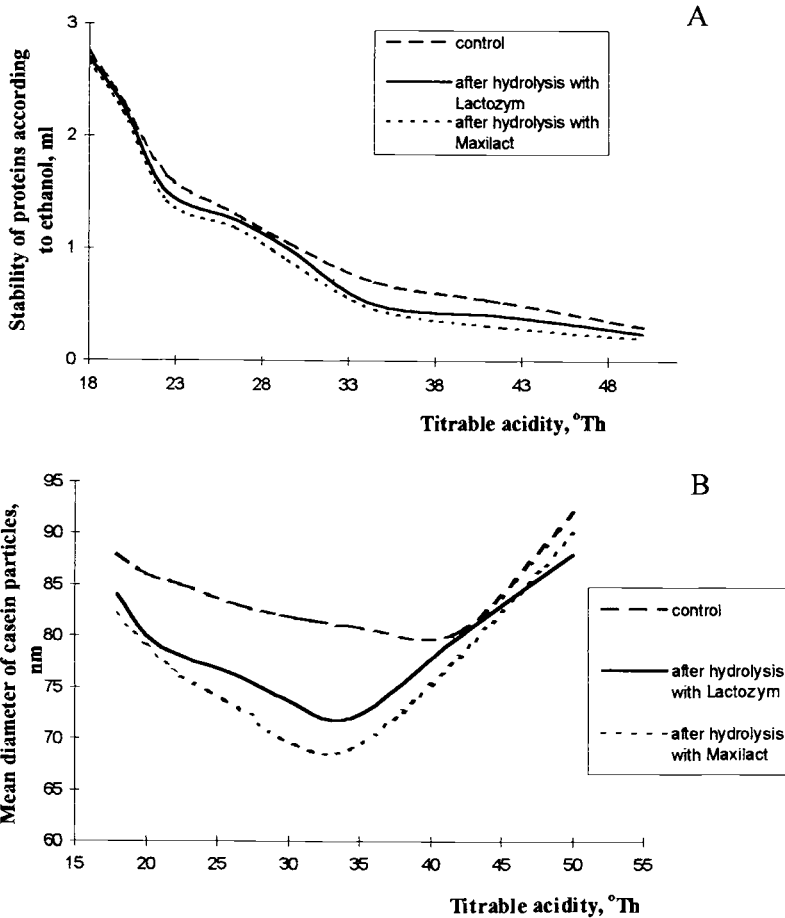 A
control
after hydrolysis with
Lactozym
after hydrolysis with
Maxilact
Stability of proteins according
to ethanol, ml
3
2
1
0
18
23
28
33
38
43
48
Titrable acidity, °Th
B
Mean diameter of casein particles,
nm
95
90
85
80
75
70
65
60
15
20
25
30
35
40
45
50
55
Titrable acidity, °Th
control
after hydrolysis
with Lactozym
after hydrolysis
with Maxilact